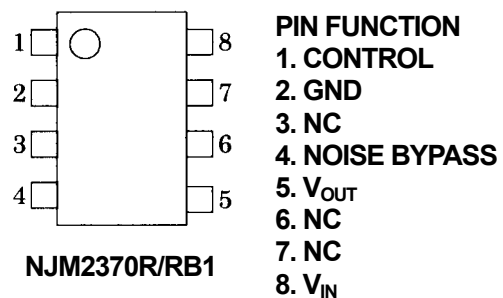 1
2
3
4
8
7
6
5
NJM2370R/RB1
PIN FUNCTION
1. CONTROL
2. GND
3. NC
4. NOISE BYPASS
5. VOUT
6. NC
7. NC
8. VIN